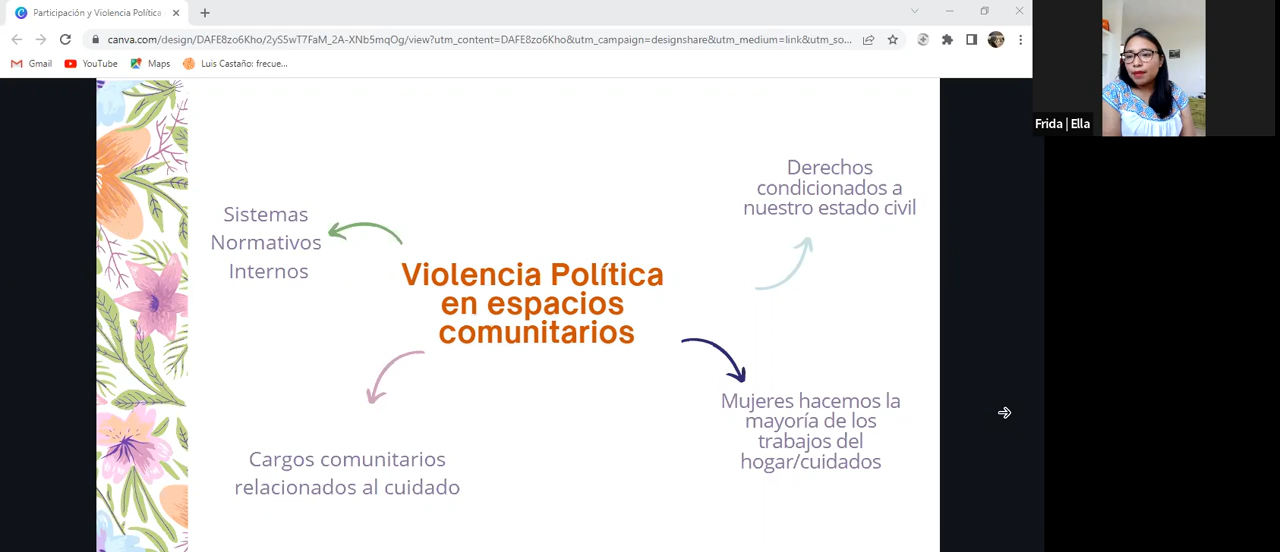 Participación y Violencia Política
canva.com/design/DAFE8zo6Kho/2yS5wT7FaM_2A-XNb5mqOg/view?utm_content=DAFE8zo6Kho&utm_campaign=designshare&utm_medium=link&utm_so...
Gmail
YouTube
Maps
Luis Castaño: frecue...
Frida | Ella
Derechos
condicionados a
nuestro estado civil
Sistemas
Normativos
Internos
Violencia Política
en espacios
comunitarios
Mujeres hacemos la
mayoría de los
trabajos del
hogar/cuidados
Cargos comunitarios
relacionados al cuidado